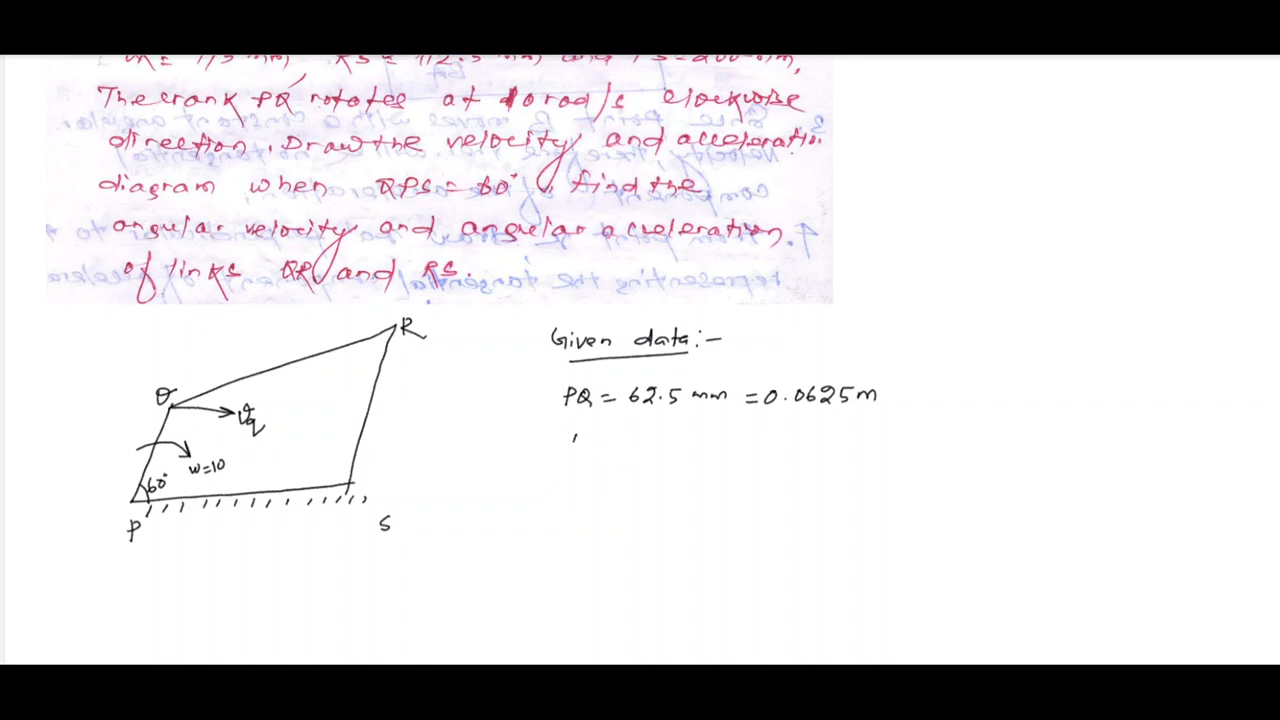 The crank PQ rotates at 10 rad/s clockwise
direction. Draw the velocity and acceleratio
diagram when QPS = 60°, find the
angular velocity and angular acceleration
of links QR and RS.
R
Given data:-
Q
PQ = 62.5 mm = 0.0625m
Vq
w=10
60°
P
S